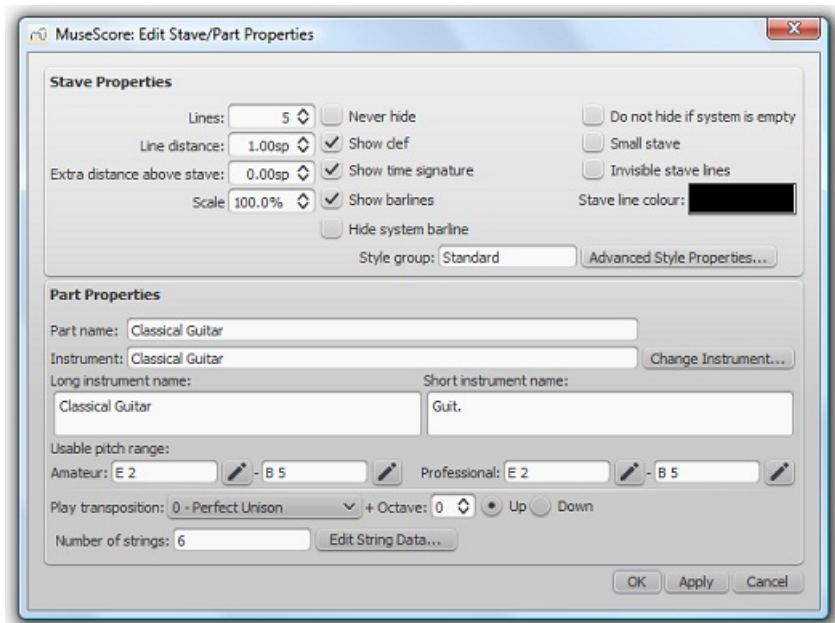 MuseScore: Edit Stave/Part Properties
Stave Properties
Lines: 5 Never hide Do not hide if system is empty
Line distance: 1.00sp Show clef Small stave
Extra distance above stave: 0.00sp Show time signature Invisible stave lines
Scale 100.0% Show barlines Stave line colour:
Hide system barline
Style group: Standard Advanced Style Properties...
Part Properties
Part name: Classical Guitar
Instrument: Classical Guitar Change Instrument...
Long instrument name: Short instrument name:
Classical Guitar Guit.
Usable pitch range:
Amateur: E 2 - B 5 Professional: E 2 - B 5
Play transposition: 0 - Perfect Unison + Octave: 0 Up Down
Number of strings: 6 Edit String Data...
OK Apply Cancel